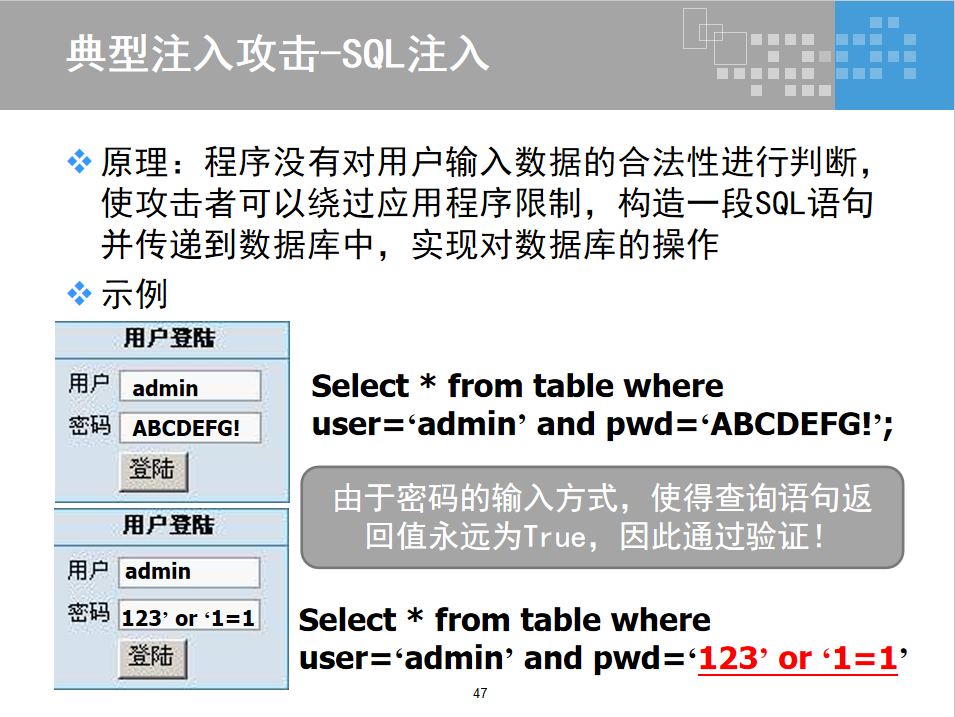 典型注入攻击-SQL注入
原理：程序没有对用户输入数据的合法性进行判断，
使攻击者可以绕过应用程序限制，构造一段SQL语句
并传递到数据库中，实现对数据库的操作
示例
用户登陆
用户 admin
密码 ABCDEFG!
登陆
Select * from table where
user=‘admin’ and pwd=‘ABCDEFG!’;
由于密码的输入方式，使得查询语句返
回值永远为True，因此通过验证！
用户登陆
用户 admin
密码 123’ or ‘1=1
登陆
Select * from table where
user=‘admin’ and pwd=‘123’ or ‘1=1’
47